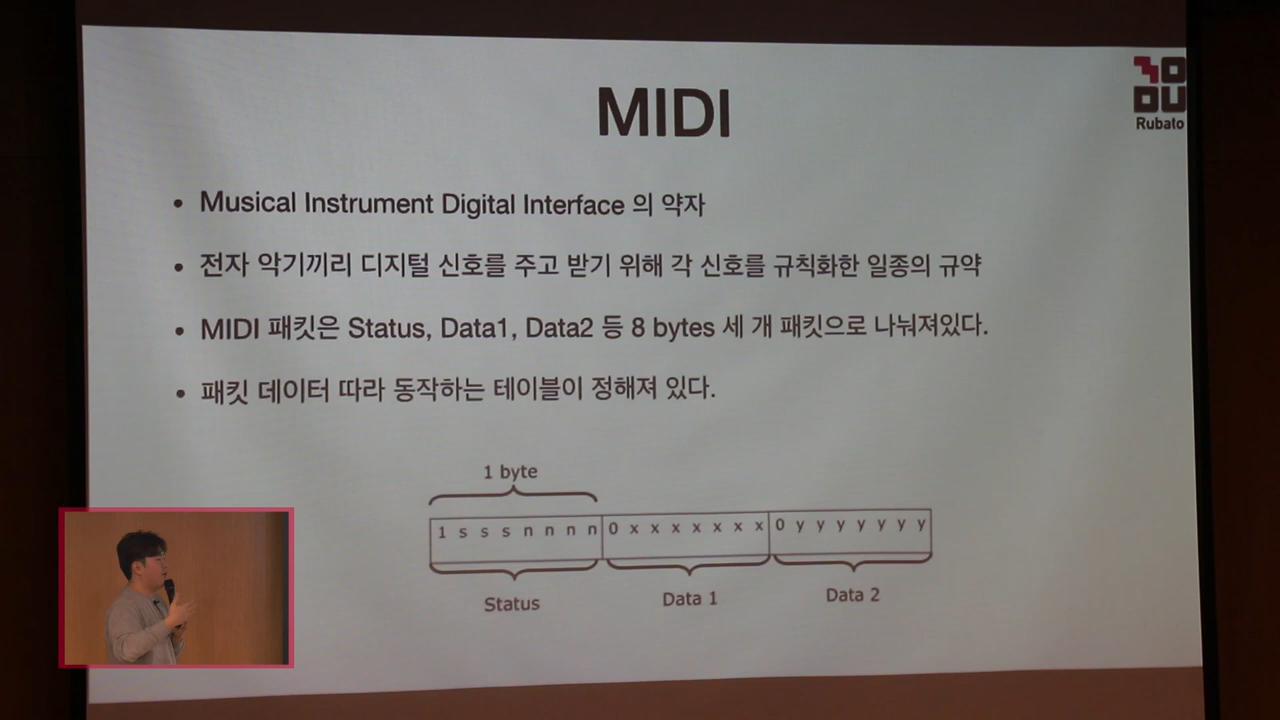 MIDI
YO
DU
Rubato
• Musical Instrument Digital Interface 의 약자
• 전자 악기끼리 디지털 신호를 주고 받기 위해 각 신호를 규칙화한 일종의 규약
• MIDI 패킷은 Status, Data1, Data2 등 8 bytes 세 개 패킷으로 나눠져있다.
• 패킷 데이터 따라 동작하는 테이블이 정해져 있다.
1 byte
1 s s s n n n n 0 x x x x x x x 0 y y y y y y y
Status Data 1 Data 2